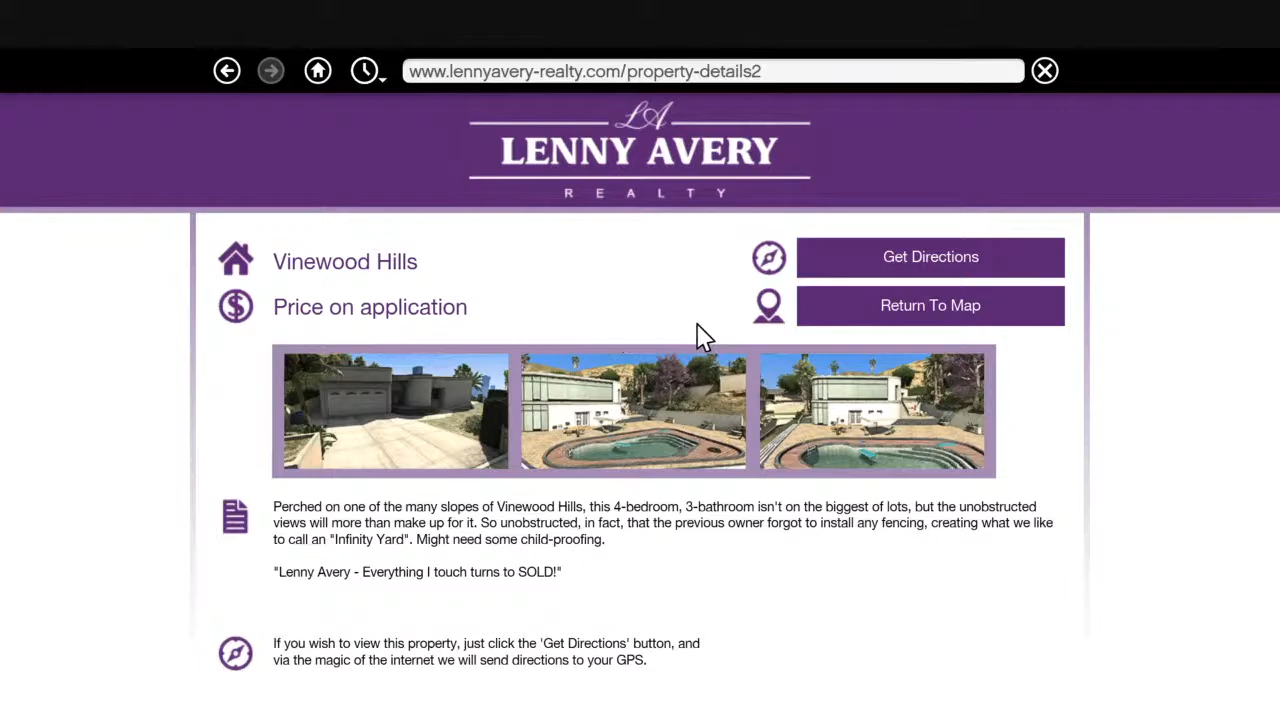 www.lennyavery-realty.com/property-details2
LA
LENNY AVERY
REALTY
Vinewood Hills
Get Directions
Price on application
Return To Map
Perched on one of the many slopes of Vinewood Hills, this 4-bedroom, 3-bathroom isn't on the biggest of lots, but the unobstructed
views will more than make up for it. So unobstructed, in fact, that the previous owner forgot to install any fencing, creating what we like
to call an "Infinity Yard". Might need some child-proofing.
"Lenny Avery - Everything I touch turns to SOLD!"
If you wish to view this property, just click the 'Get Directions' button, and
via the magic of the internet we will send directions to your GPS.